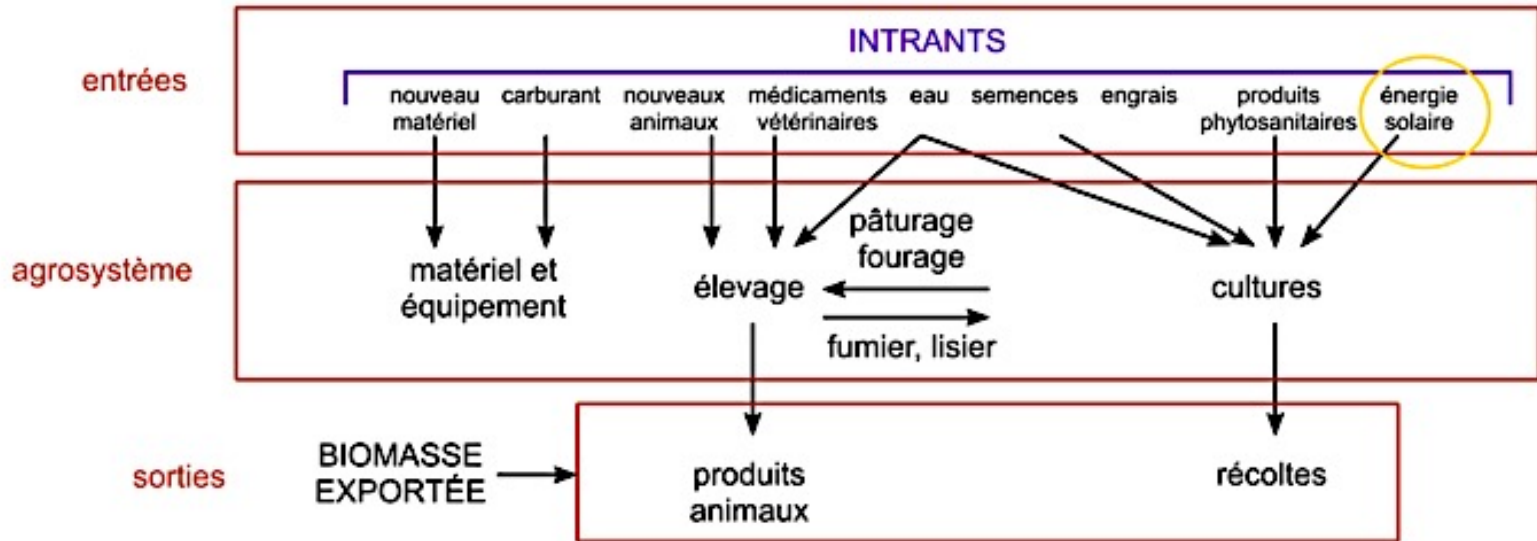 INTRANTS
entrées
nouveau
matériel
carburant
nouveaux
animaux
médicaments
vétérinaires
eau
semences
engrais
produits
phytosanitaires
énergie
solaire
agrosystème
matériel et
équipement
élevage
pâturage
fourage
fumier, lisier
cultures
sorties
BIOMASSE
EXPORTÉE
produits
animaux
récoltes